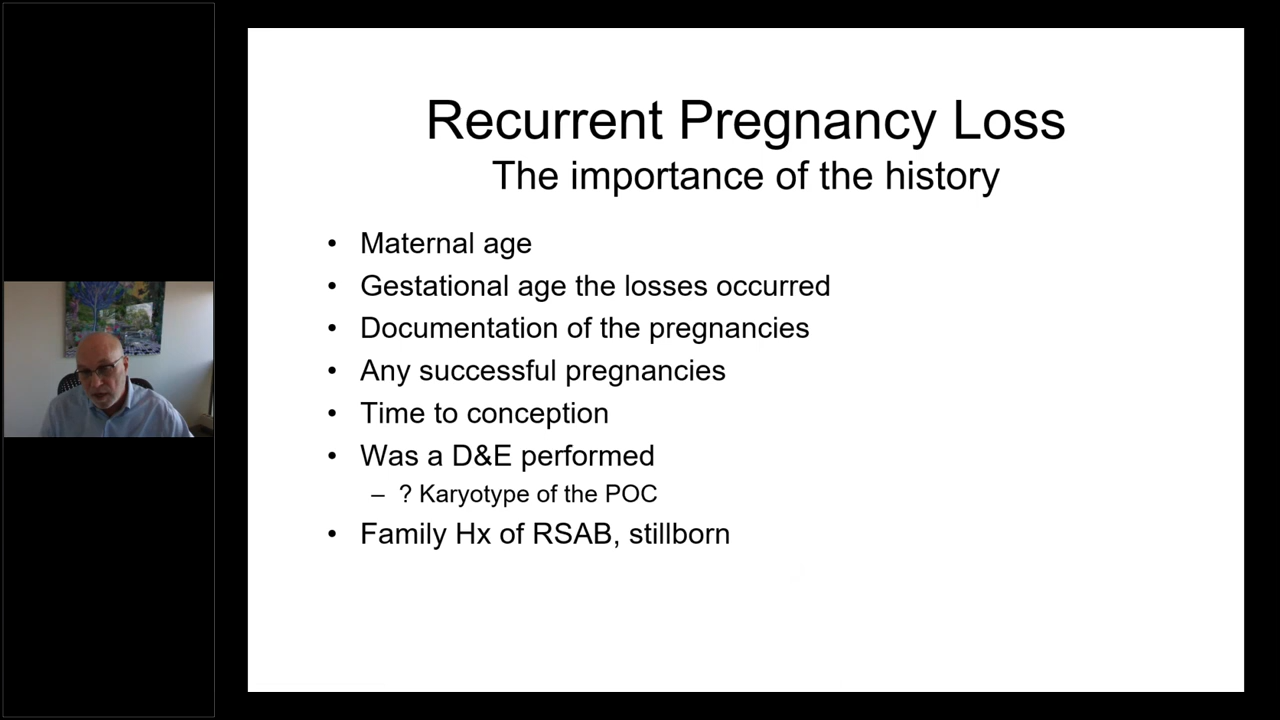 Recurrent Pregnancy Loss
The importance of the history
• Maternal age
• Gestational age the losses occurred
• Documentation of the pregnancies
• Any successful pregnancies
• Time to conception
• Was a D&E performed
– ? Karyotype of the POC
• Family Hx of RSAB, stillborn